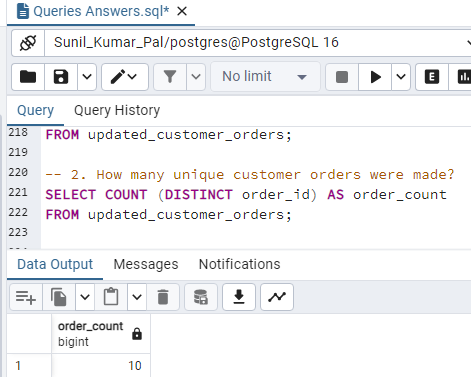 Queries Answers.sql*
Sunil_Kumar_Pal/postgres@PostgreSQL 16
No limit
E
Query Query History
218 FROM updated_customer_orders;
219
220 -- 2. How many unique customer orders were made?
221 SELECT COUNT (DISTINCT order_id) AS order_count
222 FROM updated_customer_orders;
223
Data Output Messages Notifications
order_count
bigint
1 10